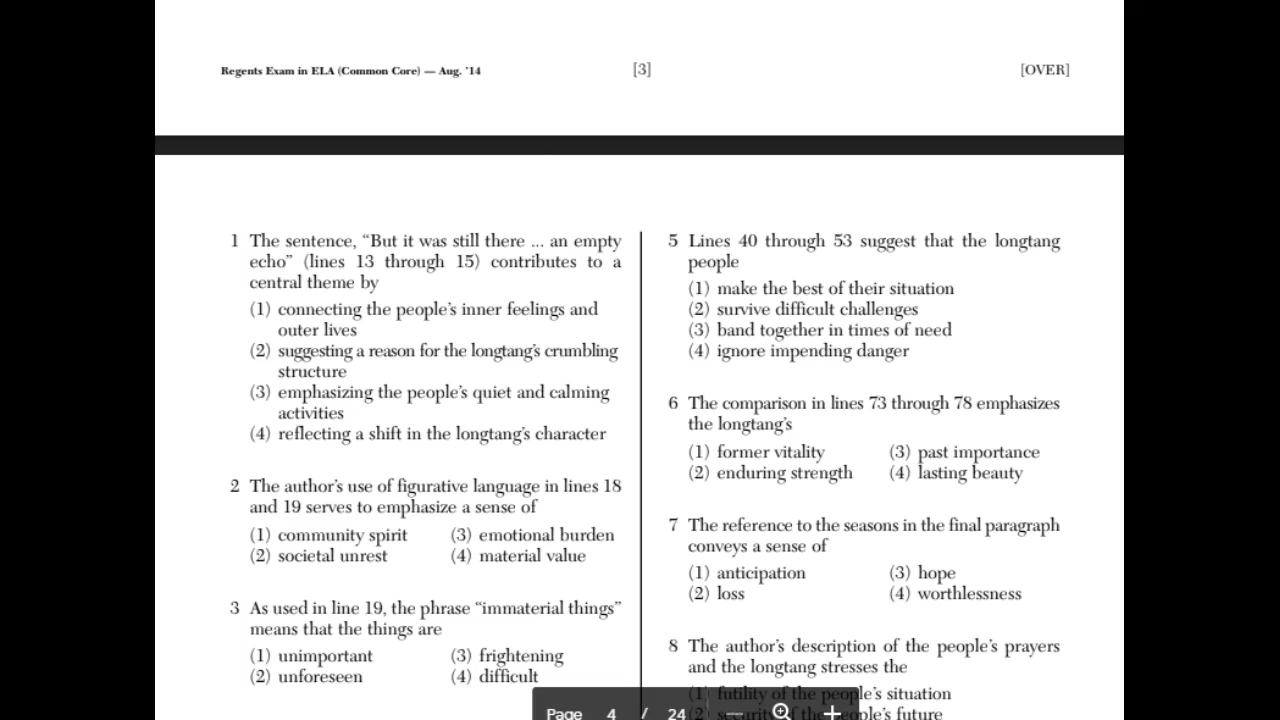 Regents Exam in ELA (Common Core) — Aug. '14 [3] [OVER]
1 The sentence, “But it was still there ... an empty
echo” (lines 13 through 15) contributes to a
central theme by
(1) connecting the people’s inner feelings and
outer lives
(2) suggesting a reason for the longtang’s crumbling
structure
(3) emphasizing the people’s quiet and calming
activities
(4) reflecting a shift in the longtang’s character
2 The author’s use of figurative language in lines 18
and 19 serves to emphasize a sense of
(1) community spirit (3) emotional burden
(2) societal unrest (4) material value
3 As used in line 19, the phrase “immaterial things”
means that the things are
(1) unimportant (3) frightening
(2) unforeseen (4) difficult
5 Lines 40 through 53 suggest that the longtang
people
(1) make the best of their situation
(2) survive difficult challenges
(3) band together in times of need
(4) ignore impending danger
6 The comparison in lines 73 through 78 emphasizes
the longtang’s
(1) former vitality (3) past importance
(2) enduring strength (4) lasting beauty
7 The reference to the seasons in the final paragraph
conveys a sense of
(1) anticipation (3) hope
(2) loss (4) worthlessness
8 The author’s description of the people’s prayers
and the longtang stresses the
(1) futility of the people’s situation
(2) security of the people’s future
Page 4 / 24